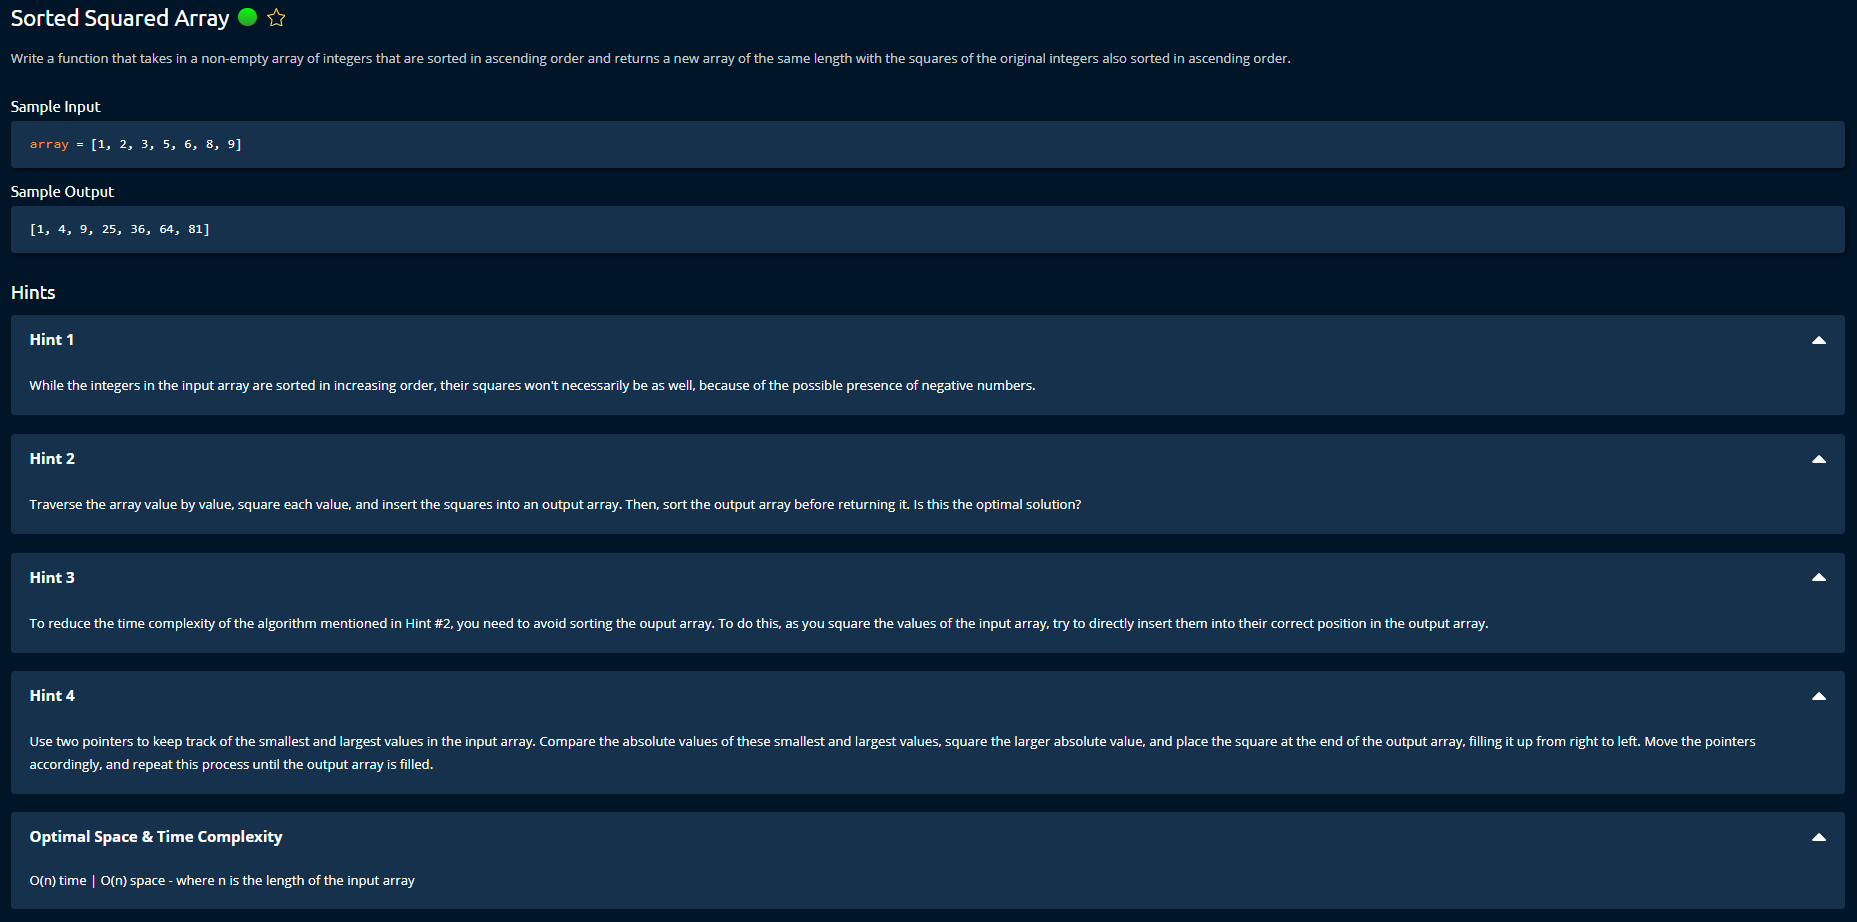 Sorted Squared Array
Write a function that takes in a non-empty array of integers that are sorted in ascending order and returns a new array of the same length with the squares of the original integers also sorted in ascending order.
Sample Input
array = [1, 2, 3, 5, 6, 8, 9]
Sample Output
[1, 4, 9, 25, 36, 64, 81]
Hints
Hint 1
While the integers in the input array are sorted in increasing order, their squares won't necessarily be as well, because of the possible presence of negative numbers.
Hint 2
Traverse the array value by value, square each value, and insert the squares into an output array. Then, sort the output array before returning it. Is this the optimal solution?
Hint 3
To reduce the time complexity of the algorithm mentioned in Hint #2, you need to avoid sorting the ouput array. To do this, as you square the values of the input array, try to directly insert them into their correct position in the output array.
Hint 4
Use two pointers to keep track of the smallest and largest values in the input array. Compare the absolute values of these smallest and largest values, square the larger absolute value, and place the square at the end of the output array, filling it up from right to left. Move the pointers
accordingly, and repeat this process until the output array is filled.
Optimal Space & Time Complexity
O(n) time | O(n) space - where n is the length of the input array